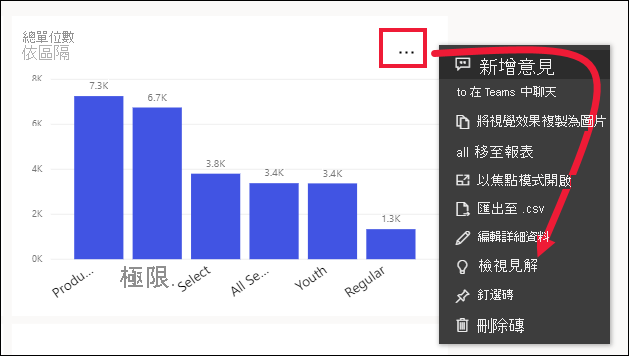 總單位數
依區隔
...
8K
7.3K
6.7K
6K
4K
3.8K
3.4K
3.4K
2K
1.3K
0K
Produ...
極限.
Select
All Se...
Youth
Regular
新增意見
to 在 Teams 中聊天
將視覺效果複製為圖片
all 移至報表
以焦點模式開啟
匯出至 .csv
編輯詳細資料
檢視見解
釘選磚
刪除磚